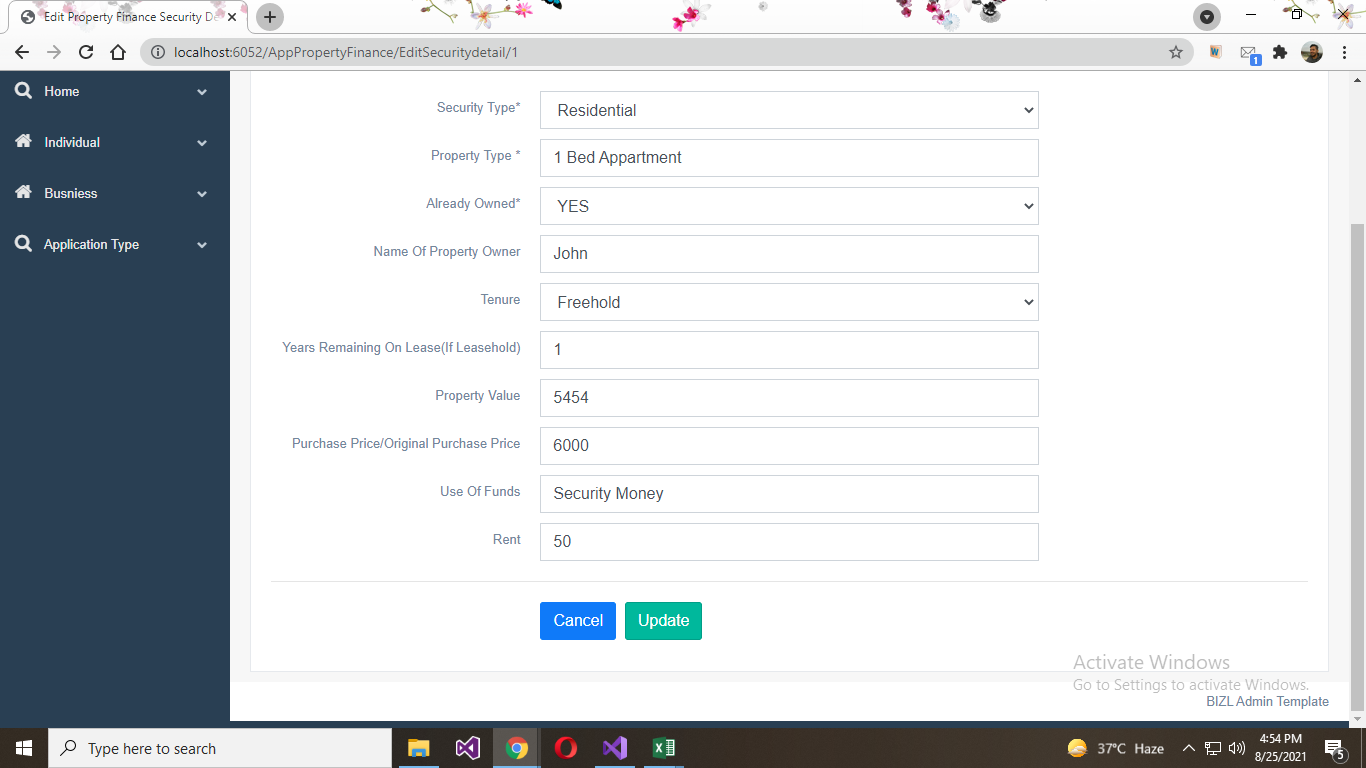 Edit Property Finance Security De
localhost:6052/AppPropertyFinance/EditSecuritydetail/1
1
Home
Individual
Busniess
Application Type
Security Type*
Residential
Property Type *
1 Bed Appartment
Already Owned*
YES
Name Of Property Owner
John
Tenure
Freehold
Years Remaining On Lease(If Leasehold)
1
Property Value
5454
Purchase Price/Original Purchase Price
6000
Use Of Funds
Security Money
Rent
50
Cancel
Update
Activate Windows
Go to Settings to activate Windows.
BIZL Admin Template
Type here to search
37°C Haze
4:54 PM
8/25/2021
5